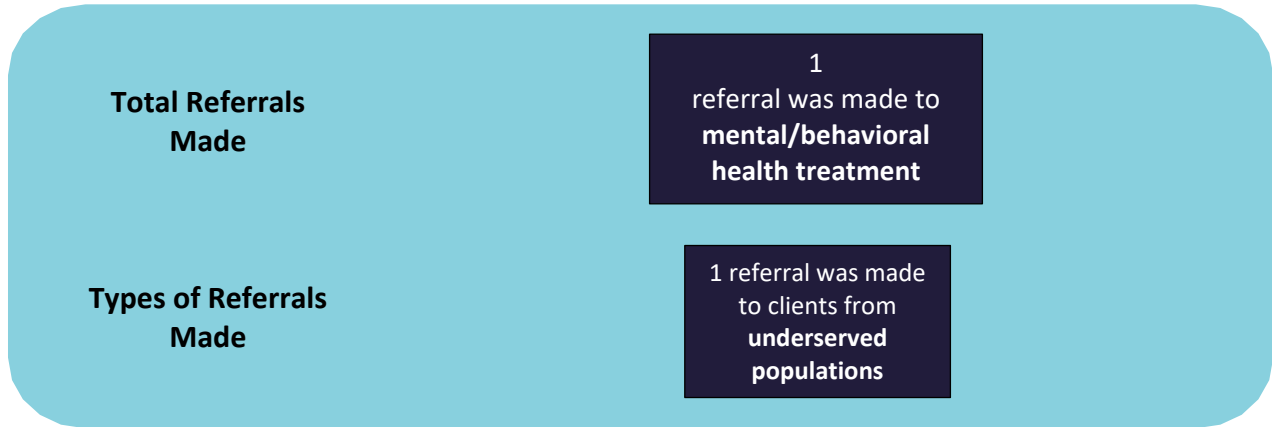 Total Referrals
Made
1
referral was made to
mental/behavioral
health treatment
Types of Referrals
Made
1 referral was made
to clients from
underserved
populations